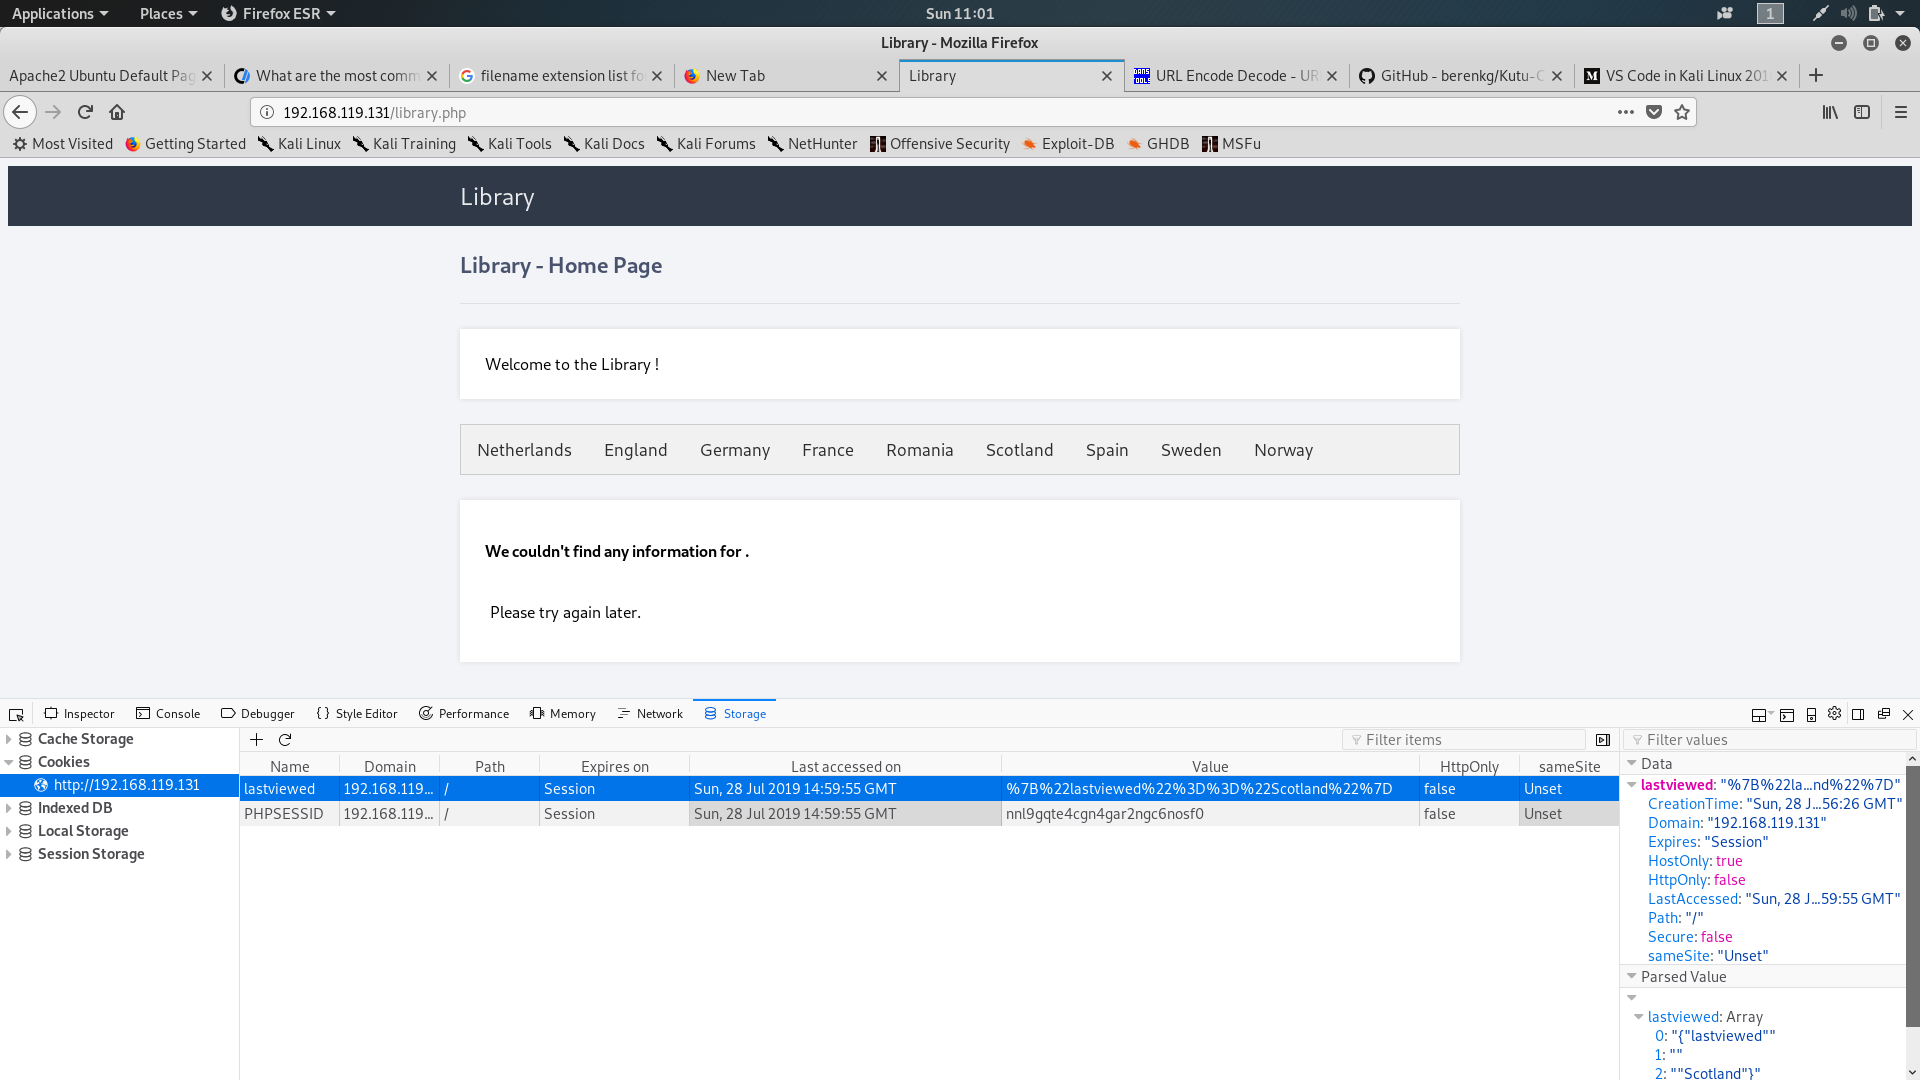 Applications Places Firefox ESR Sun 11:01 1
Library - Mozilla Firefox
Apache2 Ubuntu Default Pag What are the most comm filename extension list fo New Tab Library URL Encode Decode - UR GitHub - berenkg/Kutu-C VS Code in Kali Linux 201
192.168.119.131/library.php
Most Visited Getting Started Kali Linux Kali Training Kali Tools Kali Docs Kali Forums NetHunter Offensive Security Exploit-DB GHDB MSFu
Library
Library - Home Page
Welcome to the Library !
Netherlands England Germany France Romania Scotland Spain Sweden Norway
We couldn't find any information for .
Please try again later.
Inspector Console Debugger Style Editor Performance Memory Network Storage
Cache Storage
Cookies
http://192.168.119.131
Indexed DB
Local Storage
Session Storage
Filter items
Name Domain Path Expires on Last accessed on Value HttpOnly sameSite
lastviewed 192.168.119... / Session Sun, 28 Jul 2019 14:59:55 GMT %7B%22lastviewed%22%3D%3D%22Scotland%22%7D false Unset
PHPSESSID 192.168.119... / Session Sun, 28 Jul 2019 14:59:55 GMT nnl9gqte4cgn4gar2ngc6nosf0 false Unset
Filter values
Data
lastviewed: "%7B%22la...nd%22%7D"
CreationTime: "Sun, 28 J...56:26 GMT"
Domain: "192.168.119.131"
Expires: "Session"
HostOnly: true
HttpOnly: false
LastAccessed: "Sun, 28 J...59:55 GMT"
Path: "/"
Secure: false
sameSite: "Unset"
Parsed Value
lastviewed: Array
0: "{"lastviewed""
1: ""
2: ""Scotland"}"